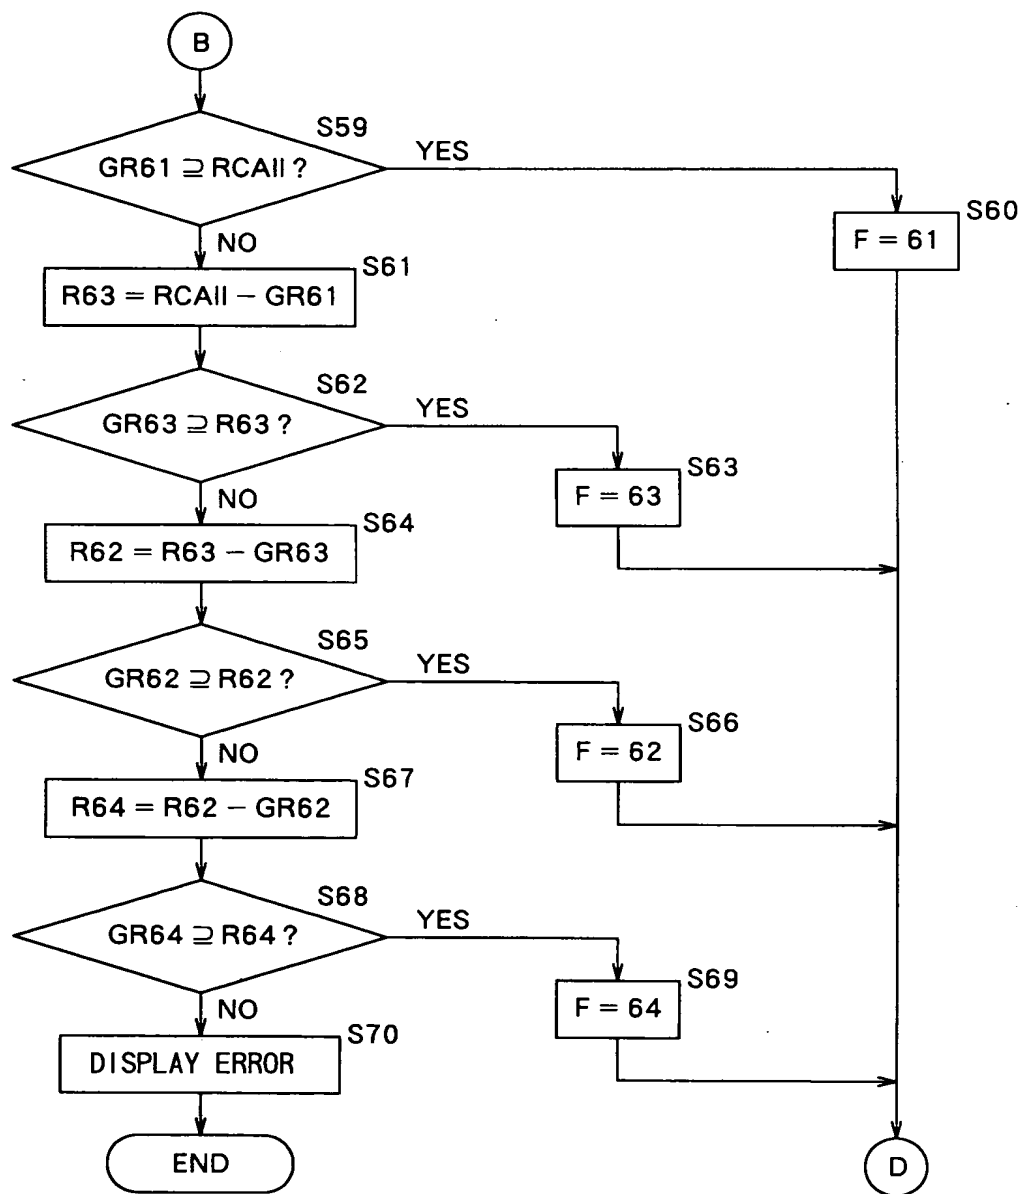 B
S59
GR61 ⊇ RCAll ?
YES
S60
F = 61
NO
S61
R63 = RCAll − GR61
S62
GR63 ⊇ R63 ?
YES
S63
F = 63
NO
S64
R62 = R63 − GR63
S65
GR62 ⊇ R62 ?
YES
S66
F = 62
NO
S67
R64 = R62 − GR62
S68
GR64 ⊇ R64 ?
YES
S69
F = 64
NO
S70
DISPLAY ERROR
END
D